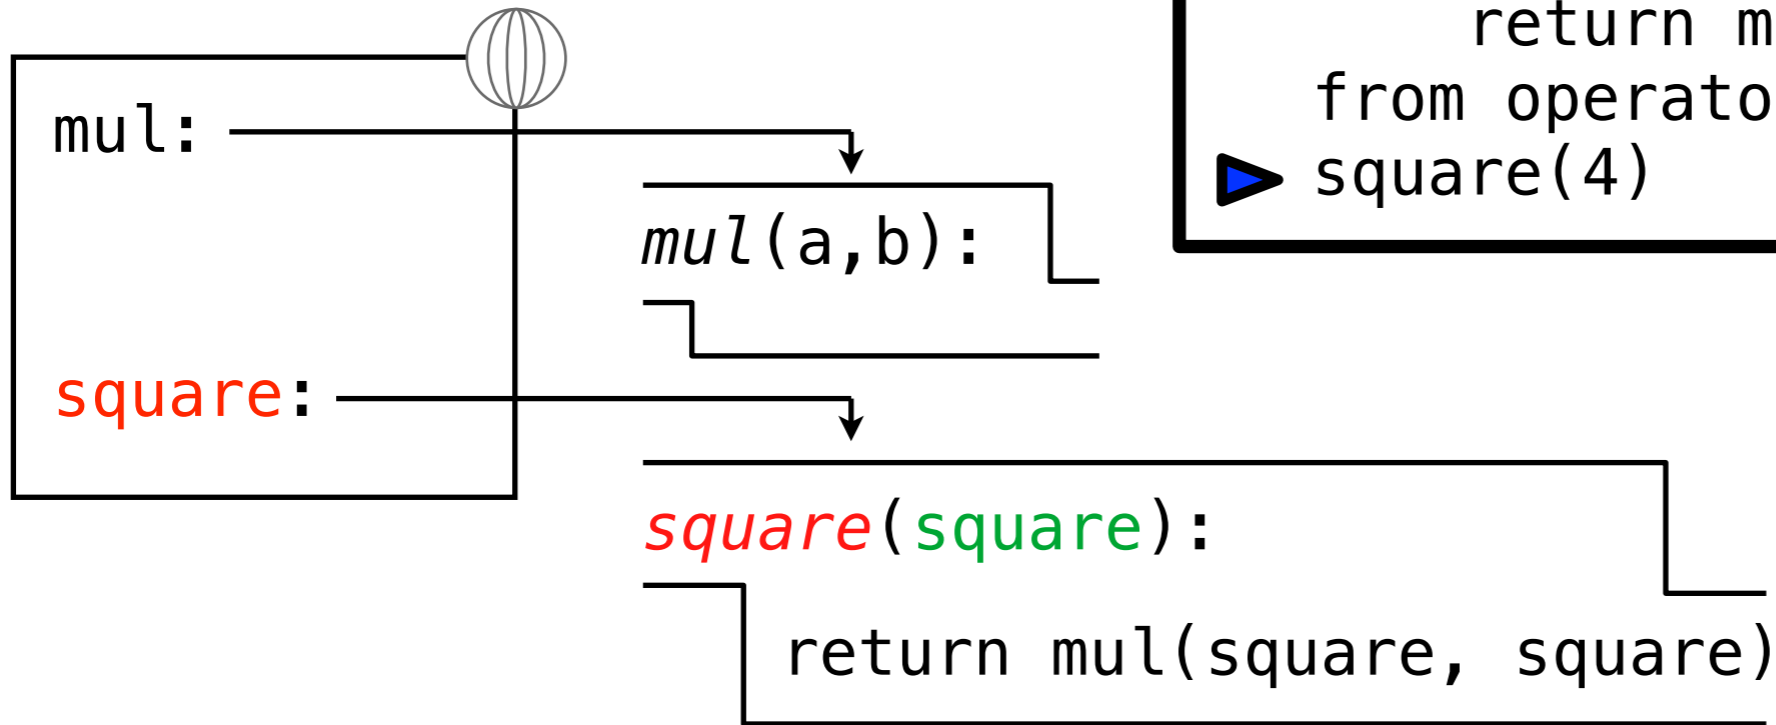 return m
from operato
square(4)
mul:
mul(a,b):
square:
square(square):
return mul(square, square)